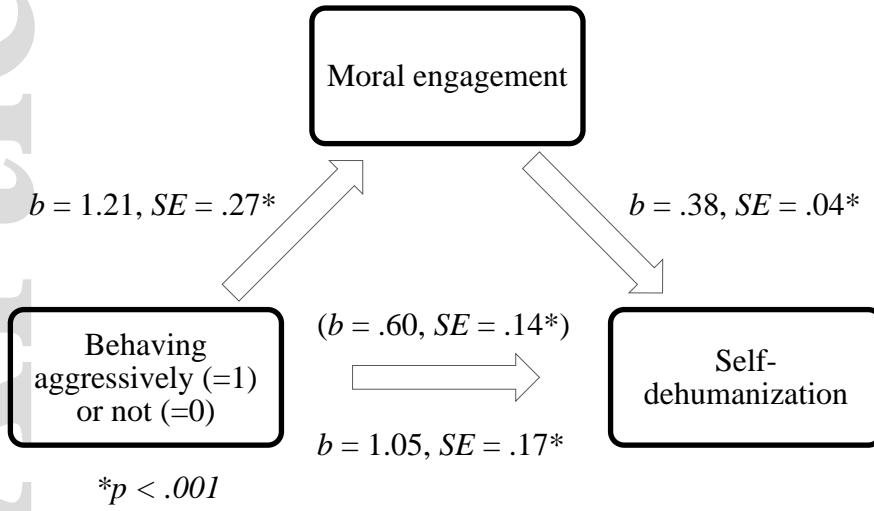 Moral engagement
b = 1.21, SE = .27*
b = .38, SE = .04*
(b = .60, SE = .14*)
Behaving
aggressively (=1)
or not (=0)
Self-
dehumanization
b = 1.05, SE = .17*
*p < .001